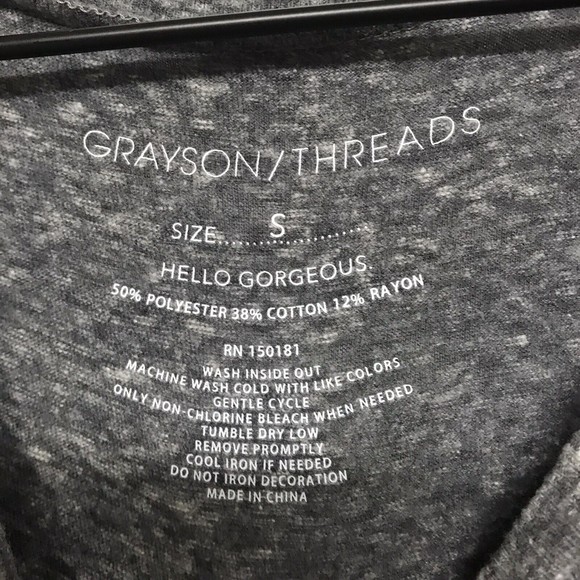 GRAYSON/THREADS
SIZE......S..................
HELLO GORGEOUS.
50% POLYESTER 38% COTTON 12% RAYON
RN 150181
WASH INSIDE OUT
MACHINE WASH COLD WITH LIKE COLORS
GENTLE CYCLE
ONLY NON-CHLORINE BLEACH WHEN NEEDED
TUMBLE DRY LOW
REMOVE PROMPTLY
COOL IRON IF NEEDED
DO NOT IRON DECORATION
MADE IN CHINA